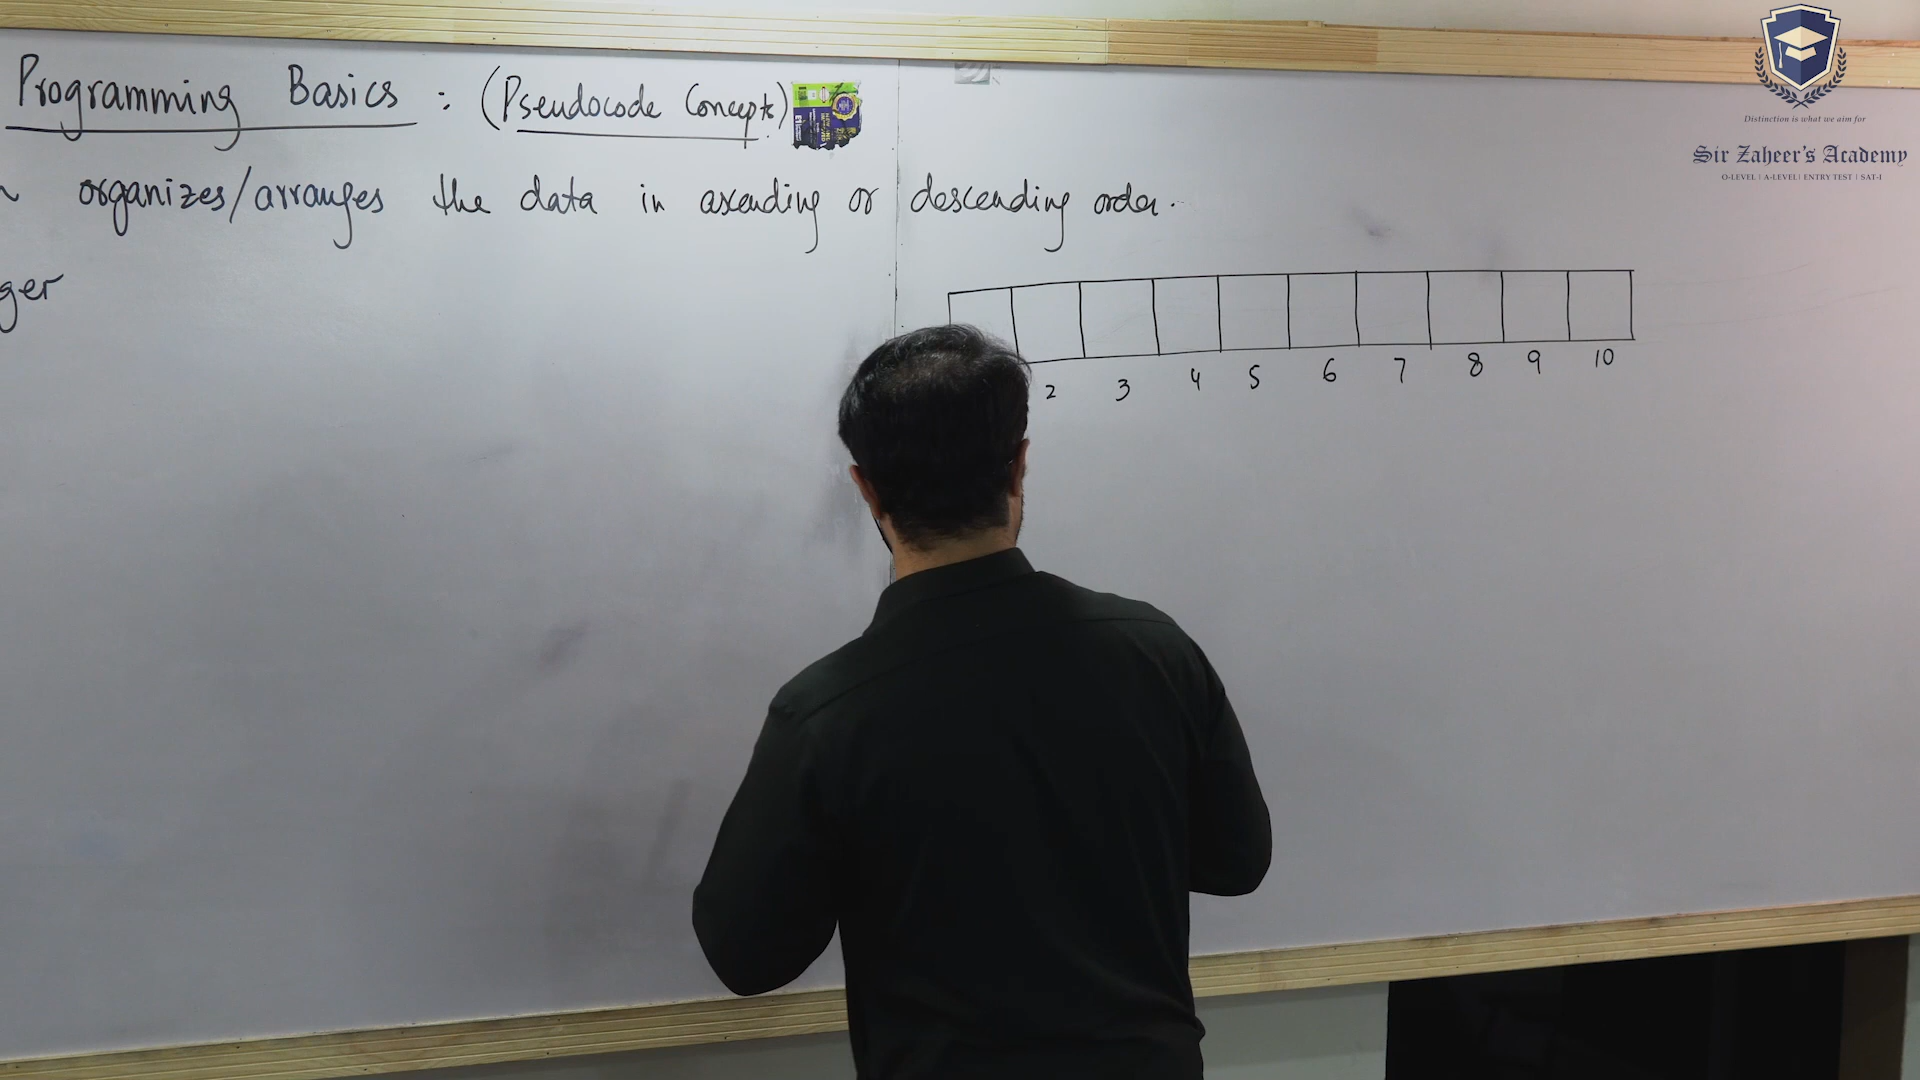 Programming Basics : (Pseudocode Concepts)
organizes/arranges the data in ascending or descending order.
ger
2 3 4 5 6 7 8 9 10
Distinction is what we aim for
Sir Zaheer's Academy
O-LEVEL | A-LEVEL | ENTRY TEST | SAT-I